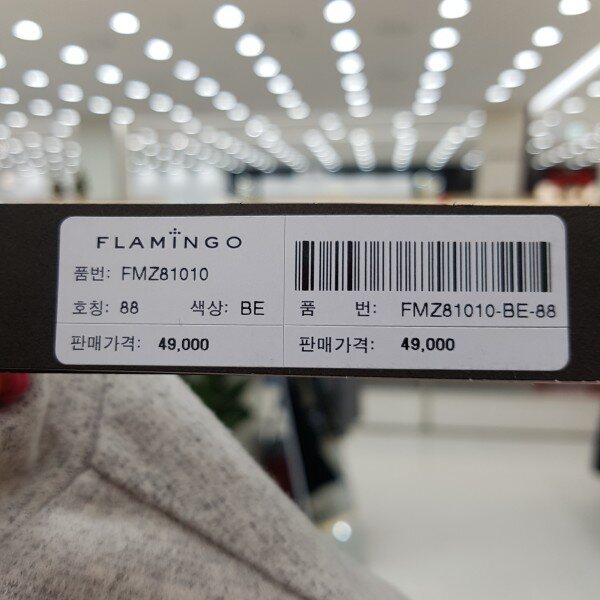 FLAMINGO
품번: FMZ81010
호칭: 88 색상: BE
판매가격: 49,000
품 번: FMZ81010-BE-88
판매가격: 49,000